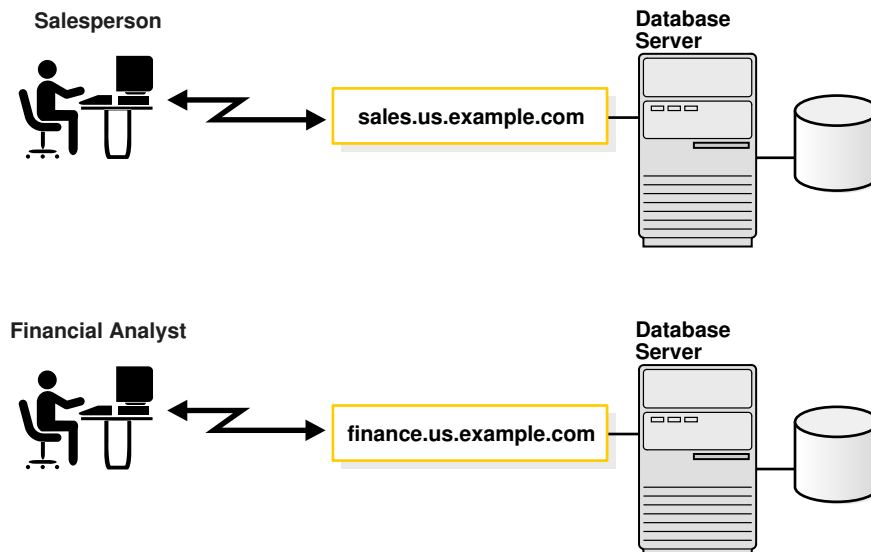 Salesperson
Database
Server
sales.us.example.com
Financial Analyst
Database
Server
finance.us.example.com